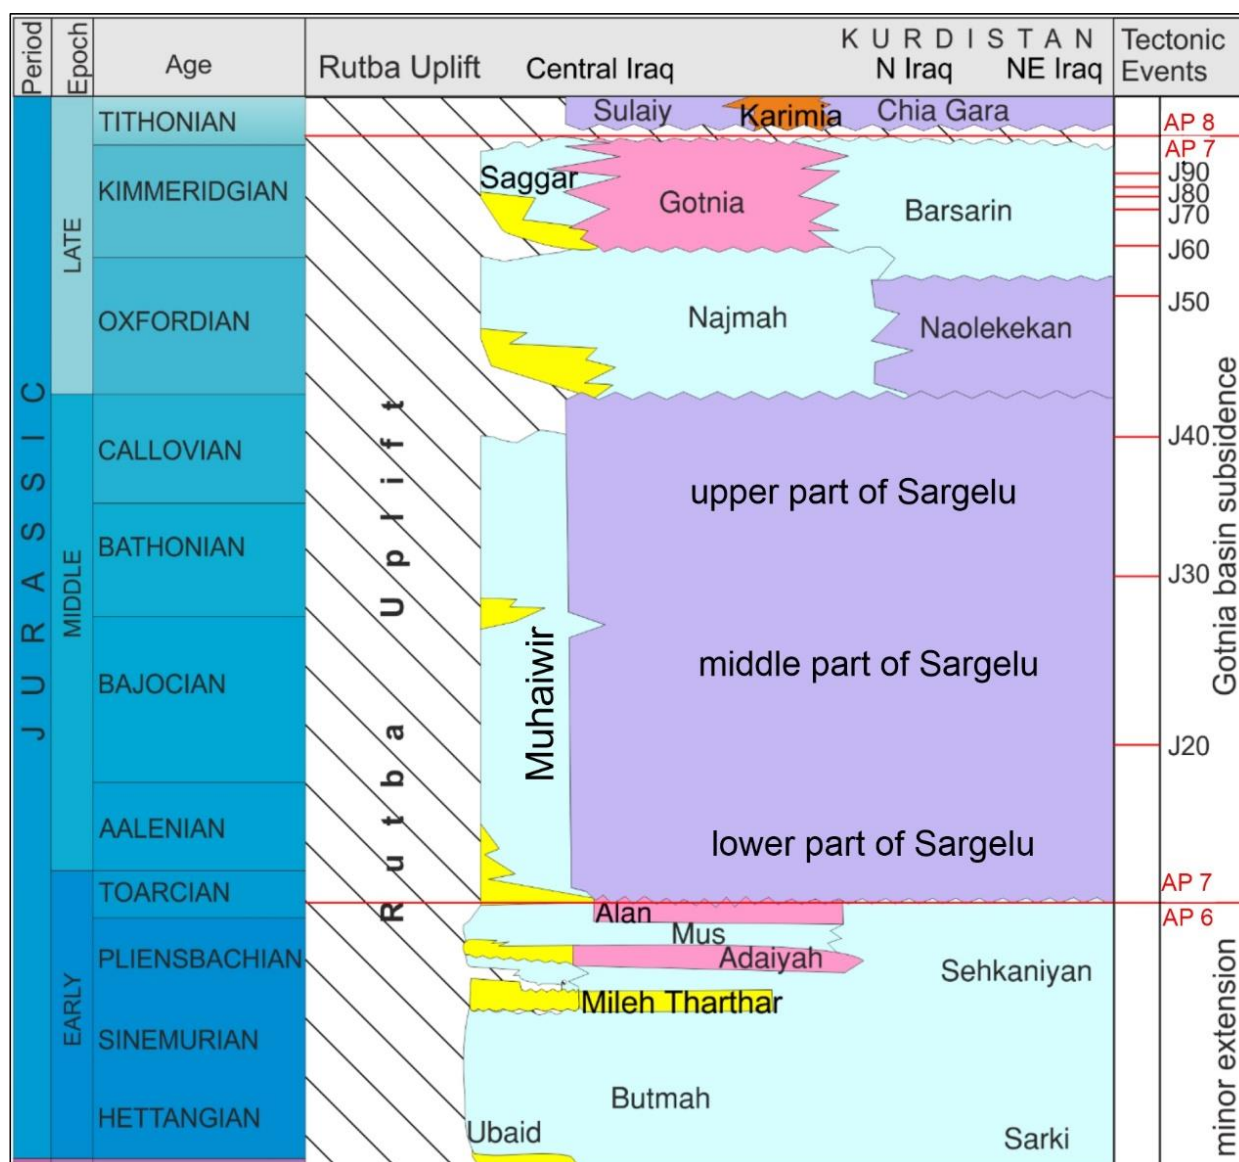 Period
Epoch
Age
Rutba Uplift
Central Iraq
KURDISTAN
N Iraq
NE Iraq
Tectonic
Events
JURASSIC
LATE
MIDDLE
EARLY
TITHONIAN
KIMMERIDGIAN
OXFORDIAN
CALLOVIAN
BATHONIAN
BAJOCIAN
AALENIAN
TOARCIAN
PLIENSBACHIAN
SINEMURIAN
HETTANGIAN
Rutba Uplift
Sulaiy
Karimia
Chia Gara
Saggar
Gotnia
Barsarin
Najmah
Naolekekan
upper part of Sargelu
middle part of Sargelu
lower part of Sargelu
Muhaiwir
Alan
Mus
Adaiyah
Sehkaniyan
Mileh Tharthar
Butmah
Ubaid
Sarki
AP 8
AP 7
J90
J80
J70
J60
J50
J40
J30
J20
AP 7
AP 6
Gotnia basin subsidence
minor extension